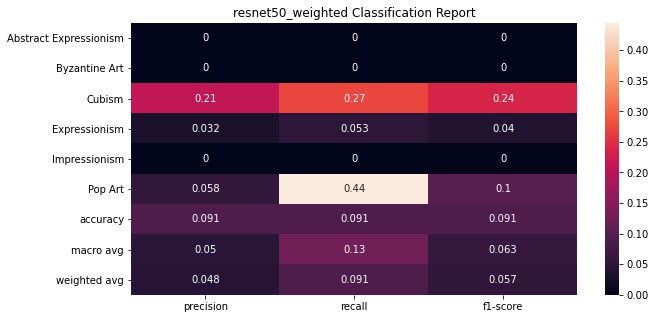 resnet50_weighted Classification Report
Abstract Expressionism 0 0 0
Byzantine Art 0 0 0
Cubism 0.21 0.27 0.24
Expressionism 0.032 0.053 0.04
Impressionism 0 0 0
Pop Art 0.058 0.44 0.1
accuracy 0.091 0.091 0.091
macro avg 0.05 0.13 0.063
weighted avg 0.048 0.091 0.057
precision recall f1-score
0.40
0.35
0.30
0.25
0.20
0.15
0.10
0.05
0.00